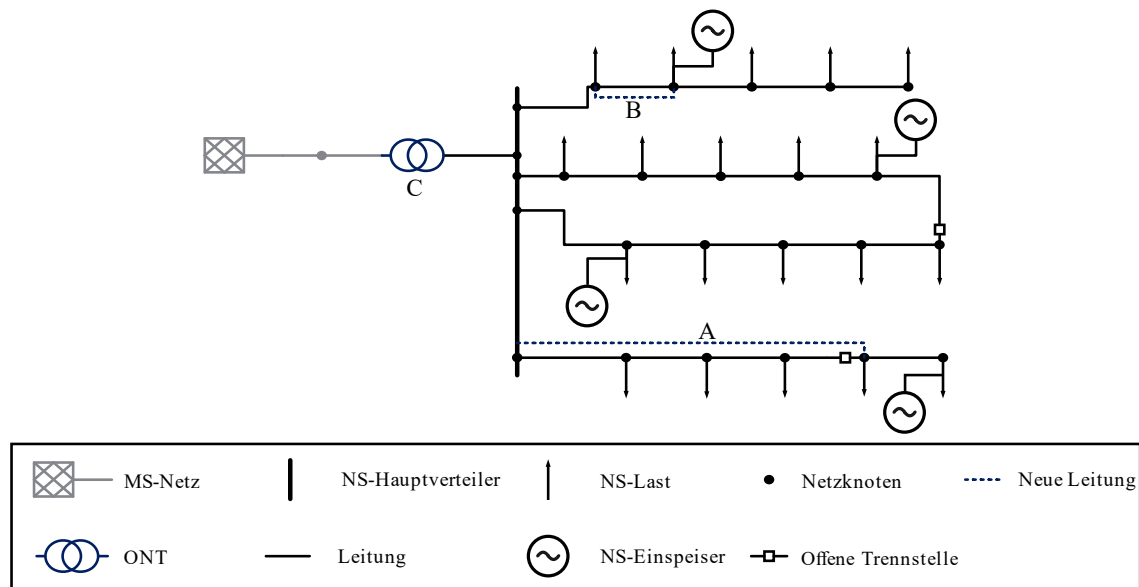 B
C
A
MS-Netz
NS-Hauptverteiler
NS-Last
Netzknoten
Neue Leitung
ONT
Leitung
NS-Einspeiser
Offene Trennstelle